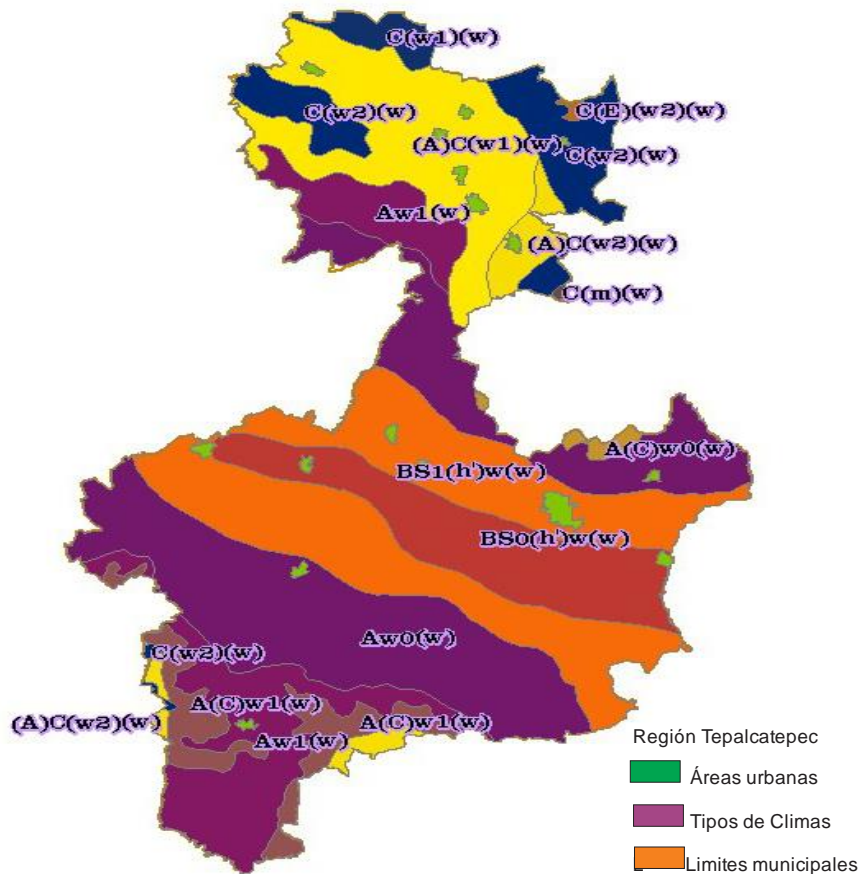 C(w1)(w)
C(w2)(w)
C(E)(w2)(w)
(A)C(w1)(w)
C(w2)(w)
Aw1(w)
(A)C(w2)(w)
C(m)(w)
A(C)w0(w)
BS1(h')w(w)
BS0(h')w(w)
Aw0(w)
C(w2)(w)
A(C)w1(w)
(A)C(w2)(w)
A(C)w1(w)
Aw1(w)
Región Tepalcatepec
Áreas urbanas
Tipos de Climas
Limites municipales